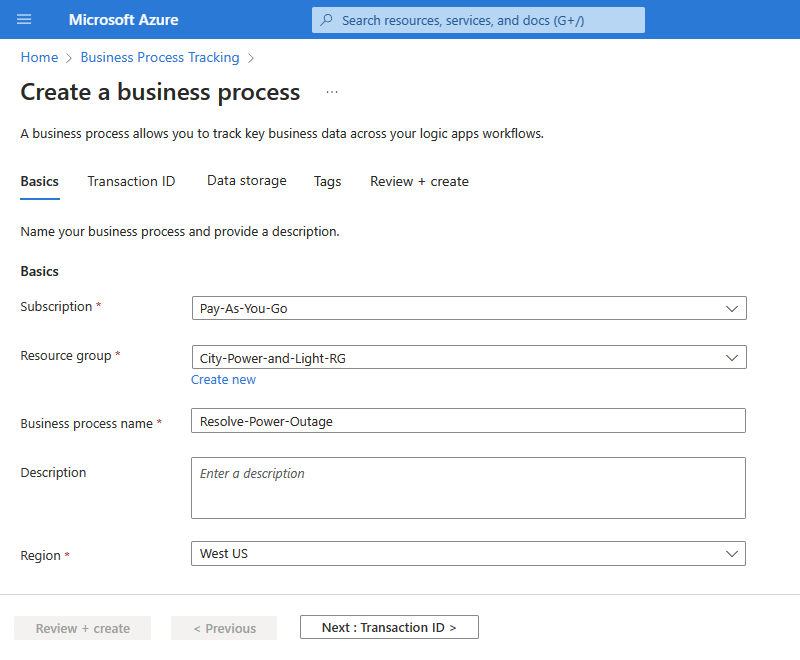 Microsoft Azure
Search resources, services, and docs (G+/)
Home > Business Process Tracking >
Create a business process ...
A business process allows you to track key business data across your logic apps workflows.
Basics Transaction ID Data storage Tags Review + create
Name your business process and provide a description.
Basics
Subscription * Pay-As-You-Go
Resource group * City-Power-and-Light-RG
Create new
Business process name * Resolve-Power-Outage
Description Enter a description
Region * West US
Review + create < Previous Next : Transaction ID >